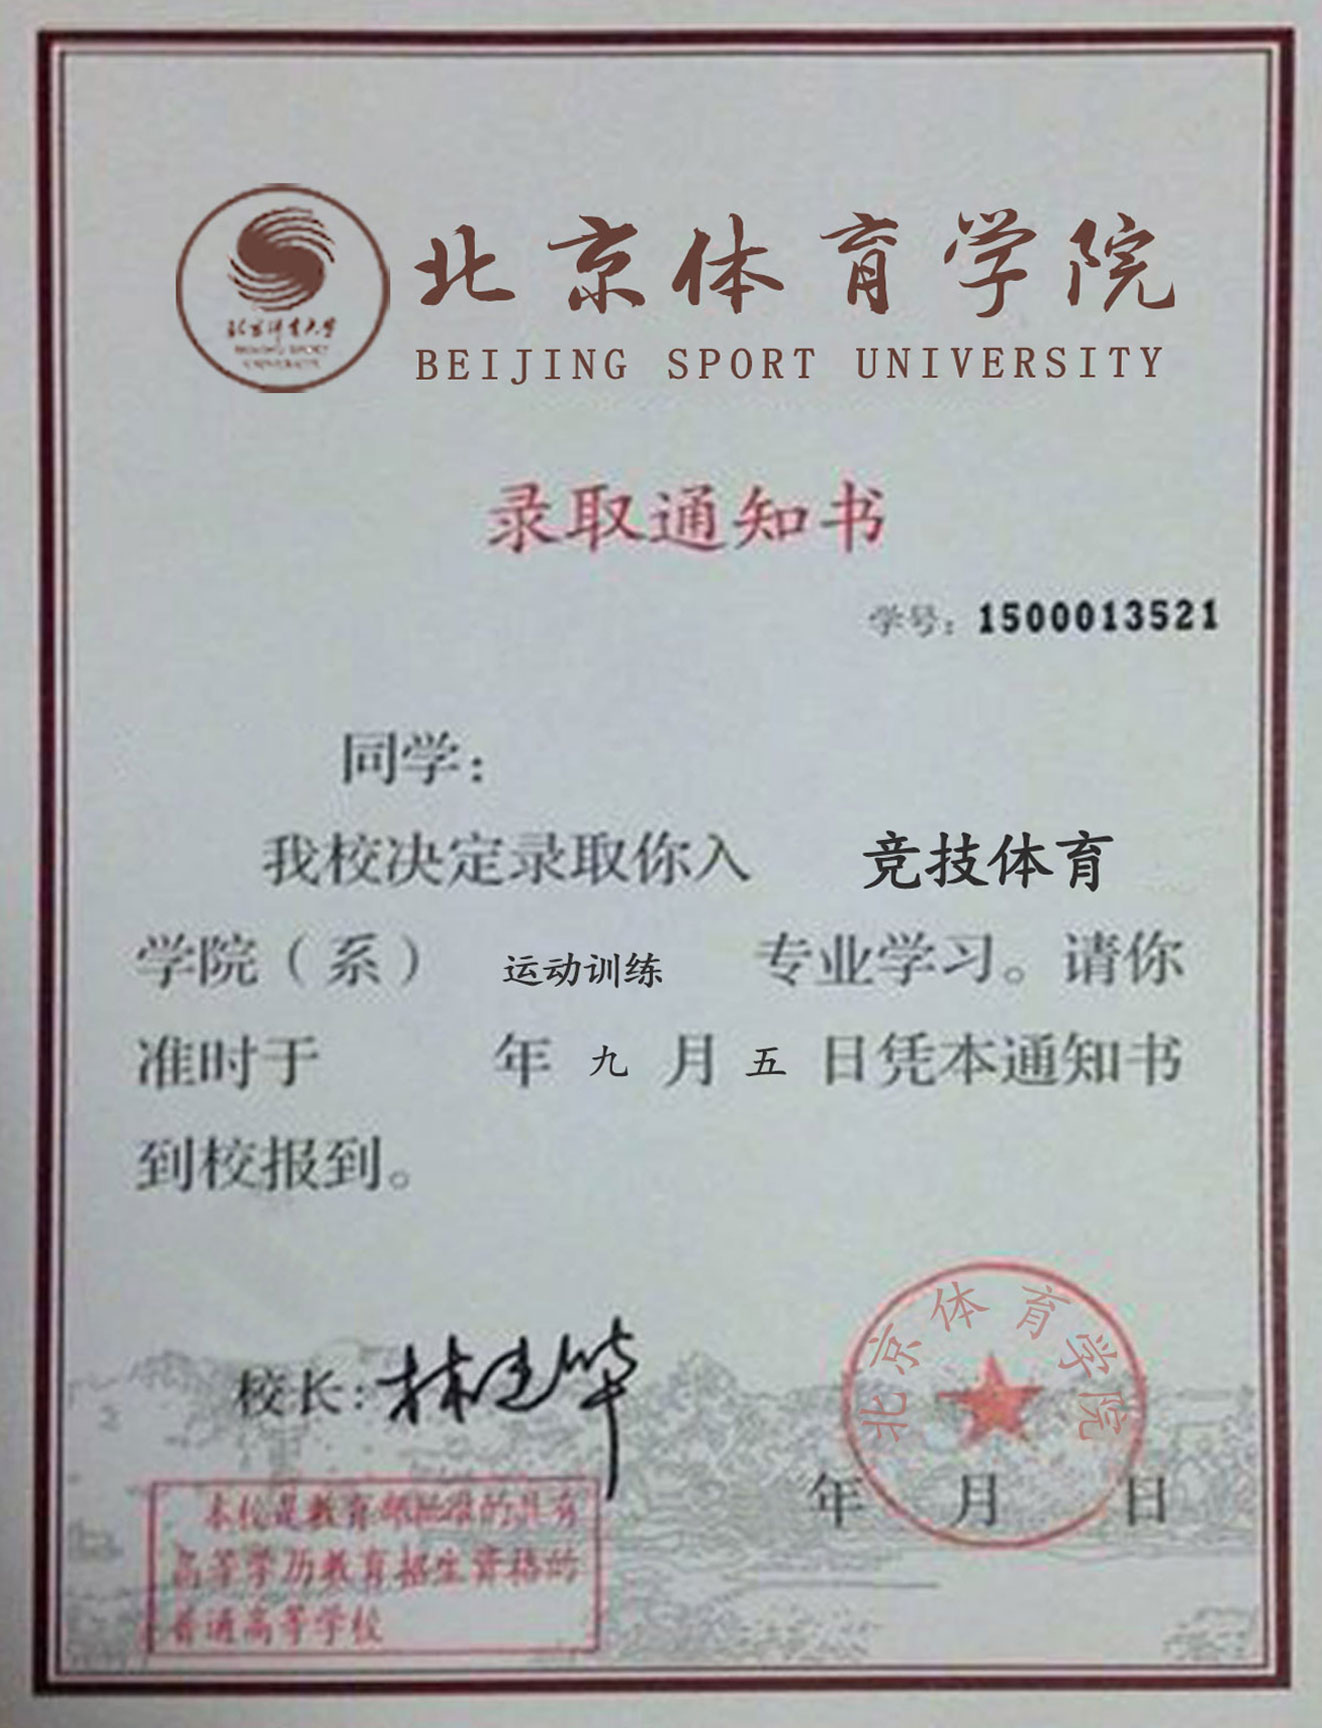 北京体育学院
北京体育大学
BEIJING SPORT
UNIVERSITY
BEIJING SPORT UNIVERSITY
录取通知书
学号：1500013521
同学：
我校决定录取你入 竞技体育
学院（系） 运动训练 专业学习。请你
准时于 年 九 月 五 日凭本通知书
到校报到。
北京体育学院
校长：林建华
年 月 日
本校是教育部批准的具有
高等学历教育招生资格的
普通高等学校